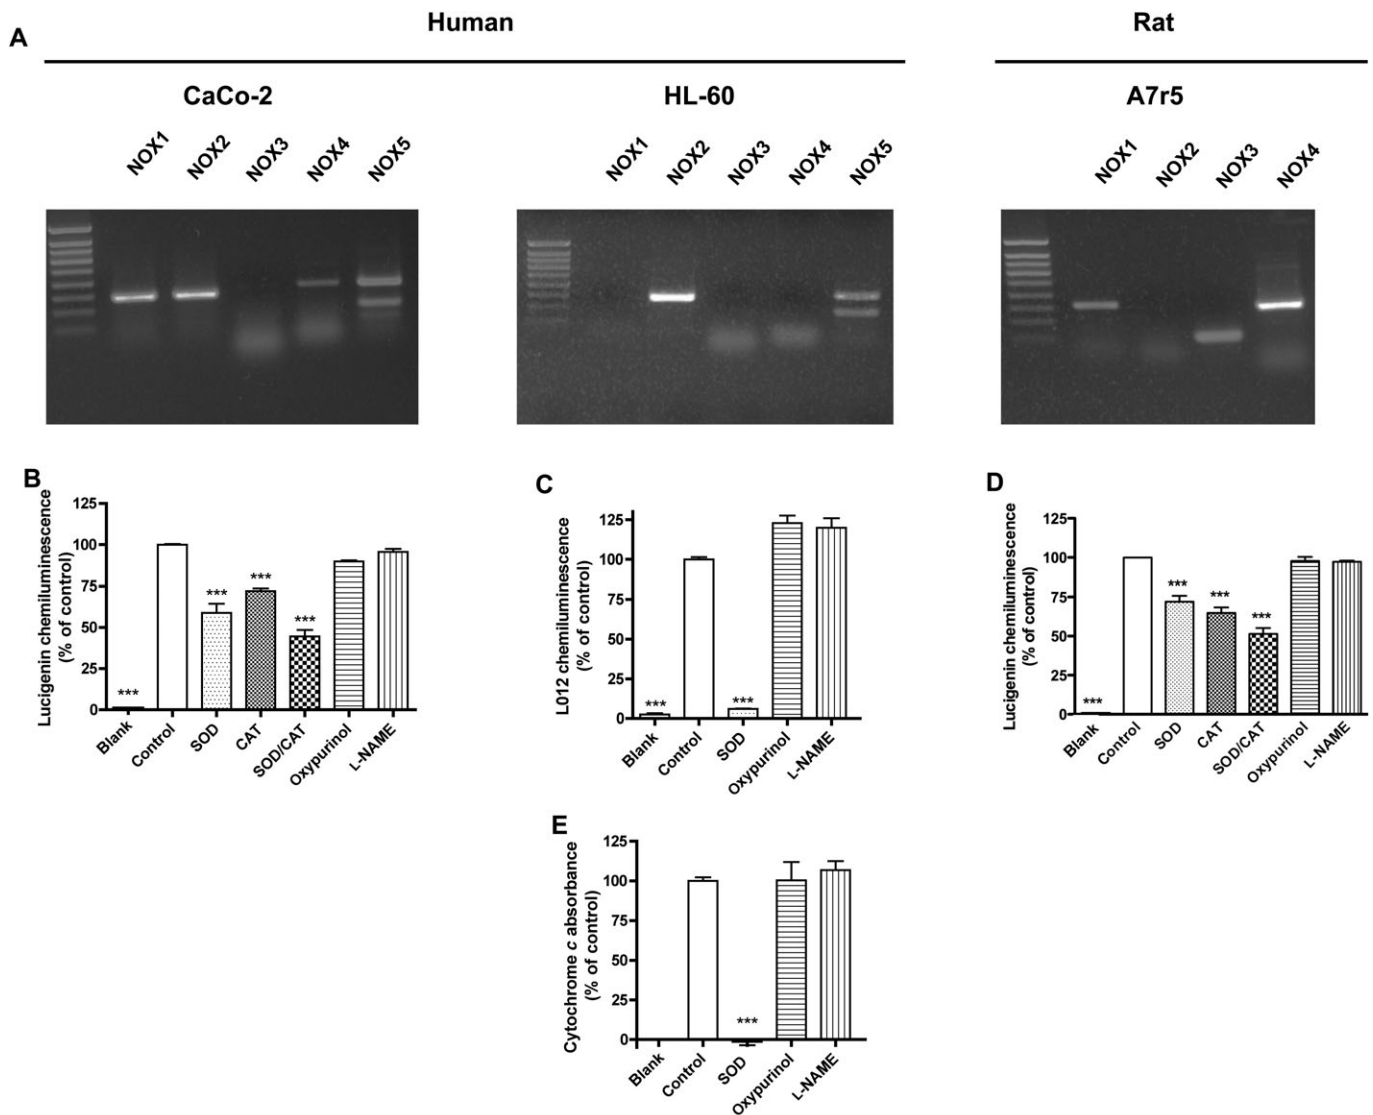 A
Human
Rat
CaCo-2
HL-60
A7r5
NOX1 NOX2 NOX3 NOX4 NOX5
NOX1 NOX2 NOX3 NOX4 NOX5
NOX1 NOX2 NOX3 NOX4
B
Lucigenin chemiluminescence
(% of control)
125
100
75
50
25
0
***
***
***
***
Blank Control SOD CAT SOD/CAT Oxypurinol L-NAME
C
L012 chemiluminescence
(% of control)
125
100
75
50
25
0
***
***
Blank Control SOD Oxypurinol L-NAME
D
Lucigenin chemiluminescence
(% of control)
125
100
75
50
25
0
***
***
***
***
Blank Control SOD CAT SOD/CAT Oxypurinol L-NAME
E
Cytochrome c absorbance
(% of control)
125
100
75
50
25
0
***
Blank Control SOD Oxypurinol L-NAME